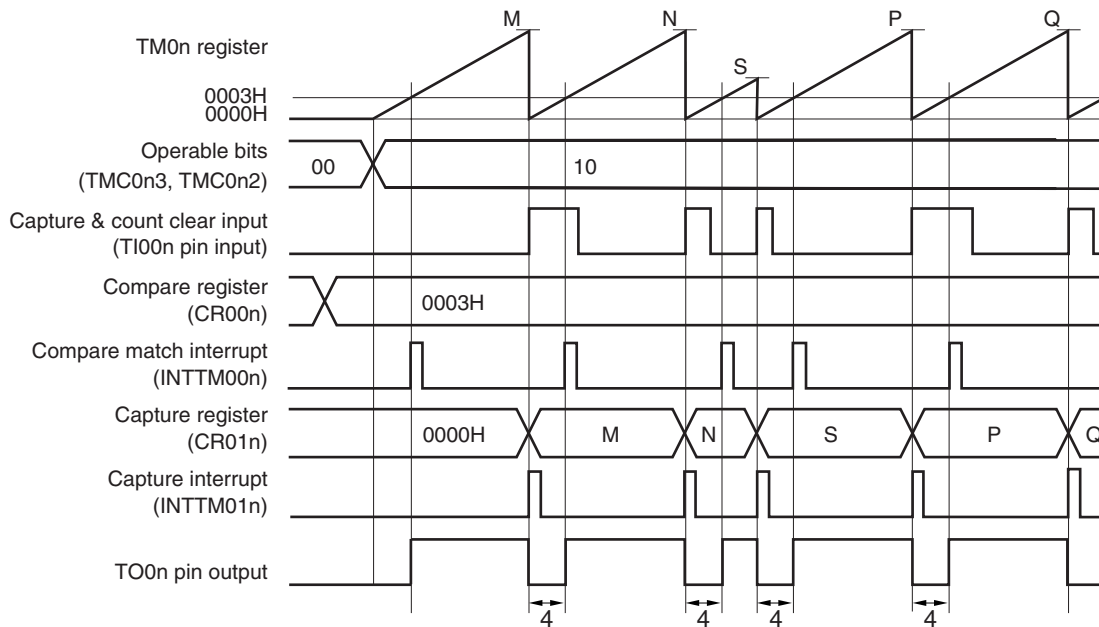 M N P Q
TM0n register
S
0003H
0000H
Operable bits
(TMC0n3, TMC0n2)
00 10
Capture & count clear input
(TI00n pin input)
Compare register
(CR00n)
0003H
Compare match interrupt
(INTTM00n)
Capture register
(CR01n)
0000H M N S P Q
Capture interrupt
(INTTM01n)
TO0n pin output
4 4 4 4